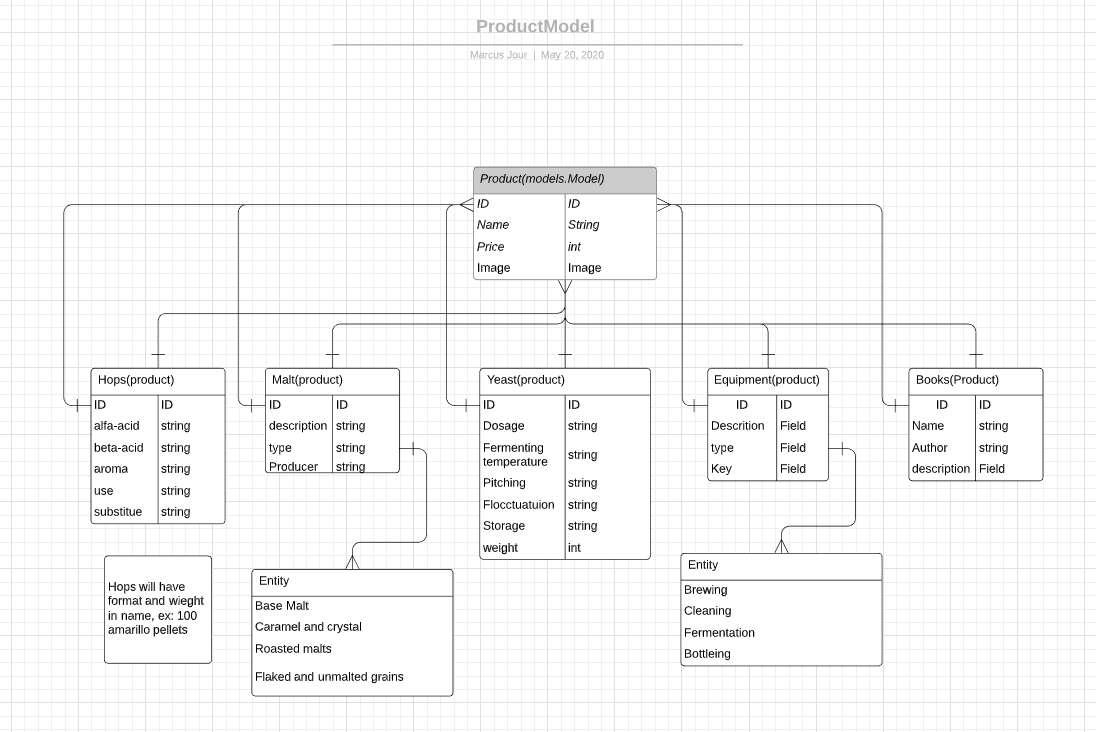 ProductModel
Marcus Jour | May 20, 2020
Product(models.Model)
ID ID
Name String
Price int
Image Image
Hops(product)
ID ID
alfa-acid string
beta-acid string
aroma string
use string
substitue string
Malt(product)
ID ID
description string
type string
Producer string
Yeast(product)
ID ID
Dosage string
Fermenting
temperature string
Pitching string
Flocctuatuion string
Storage string
weight int
Equipment(product)
ID ID
Descrition Field
type Field
Key Field
Books(Product)
ID ID
Name string
Author string
description Field
Hops will have
format and wieght
in name, ex: 100
amarillo pellets
Entity
Base Malt
Caramel and crystal
Roasted malts
Flaked and unmalted grains
Entity
Brewing
Cleaning
Fermentation
Bottleing